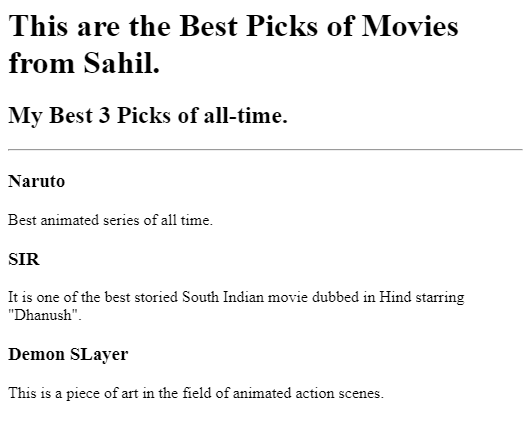 This are the Best Picks of Movies
from Sahil.
My Best 3 Picks of all-time.
Naruto
Best animated series of all time.
SIR
It is one of the best storied South Indian movie dubbed in Hind starring
"Dhanush".
Demon SLayer
This is a piece of art in the field of animated action scenes.